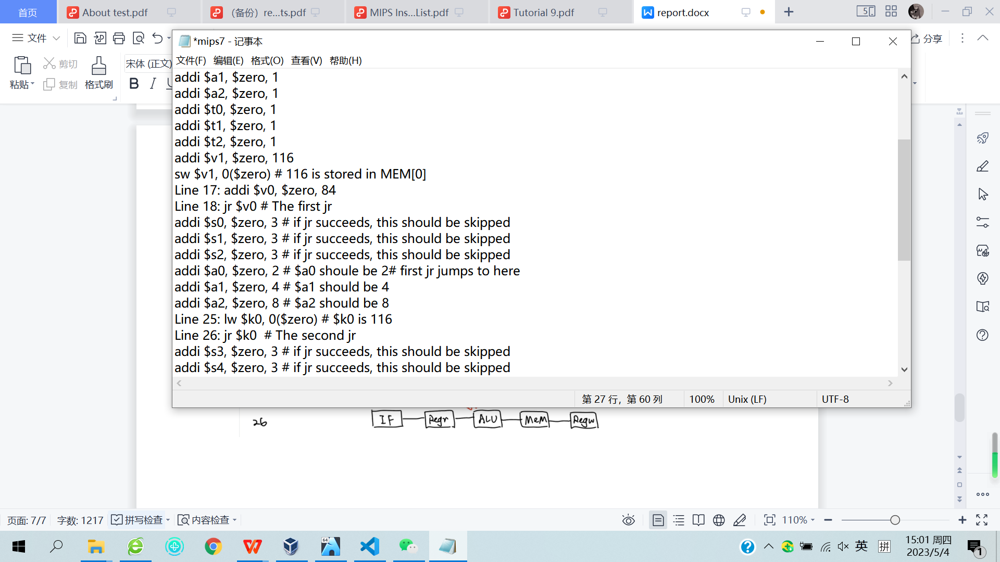 首页
About test.pdf
（备份）re...ts.pdf
MIPS Ins...List.pdf
Tutorial 9.pdf
report.docx
文件
分享
*mips7 - 记事本
粘贴
剪切
复制
格式刷
宋体 (正文)
B I U
文件(F) 编辑(E) 格式(O) 查看(V) 帮助(H)
addi $a1, $zero, 1
addi $a2, $zero, 1
addi $t0, $zero, 1
addi $t1, $zero, 1
addi $t2, $zero, 1
addi $v1, $zero, 116
sw $v1, 0($zero) # 116 is stored in MEM[0]
Line 17: addi $v0, $zero, 84
Line 18: jr $v0 # The first jr
addi $s0, $zero, 3 # if jr succeeds, this should be skipped
addi $s1, $zero, 3 # if jr succeeds, this should be skipped
addi $s2, $zero, 3 # if jr succeeds, this should be skipped
addi $a0, $zero, 2 # $a0 shoule be 2# first jr jumps to here
addi $a1, $zero, 4 # $a1 should be 4
addi $a2, $zero, 8 # $a2 should be 8
Line 25: lw $k0, 0($zero) # $k0 is 116
Line 26: jr $k0  # The second jr
addi $s3, $zero, 3 # if jr succeeds, this should be skipped
addi $s4, $zero, 3 # if jr succeeds, this should be skipped
第 27 行，第 60 列
100%
Unix (LF)
UTF-8
26 IF Regr ALU MeM Regw
页面: 7/7 字数: 1217 拼写检查 内容检查 110%
64
英 拼
15:01 周四
2023/5/4
1